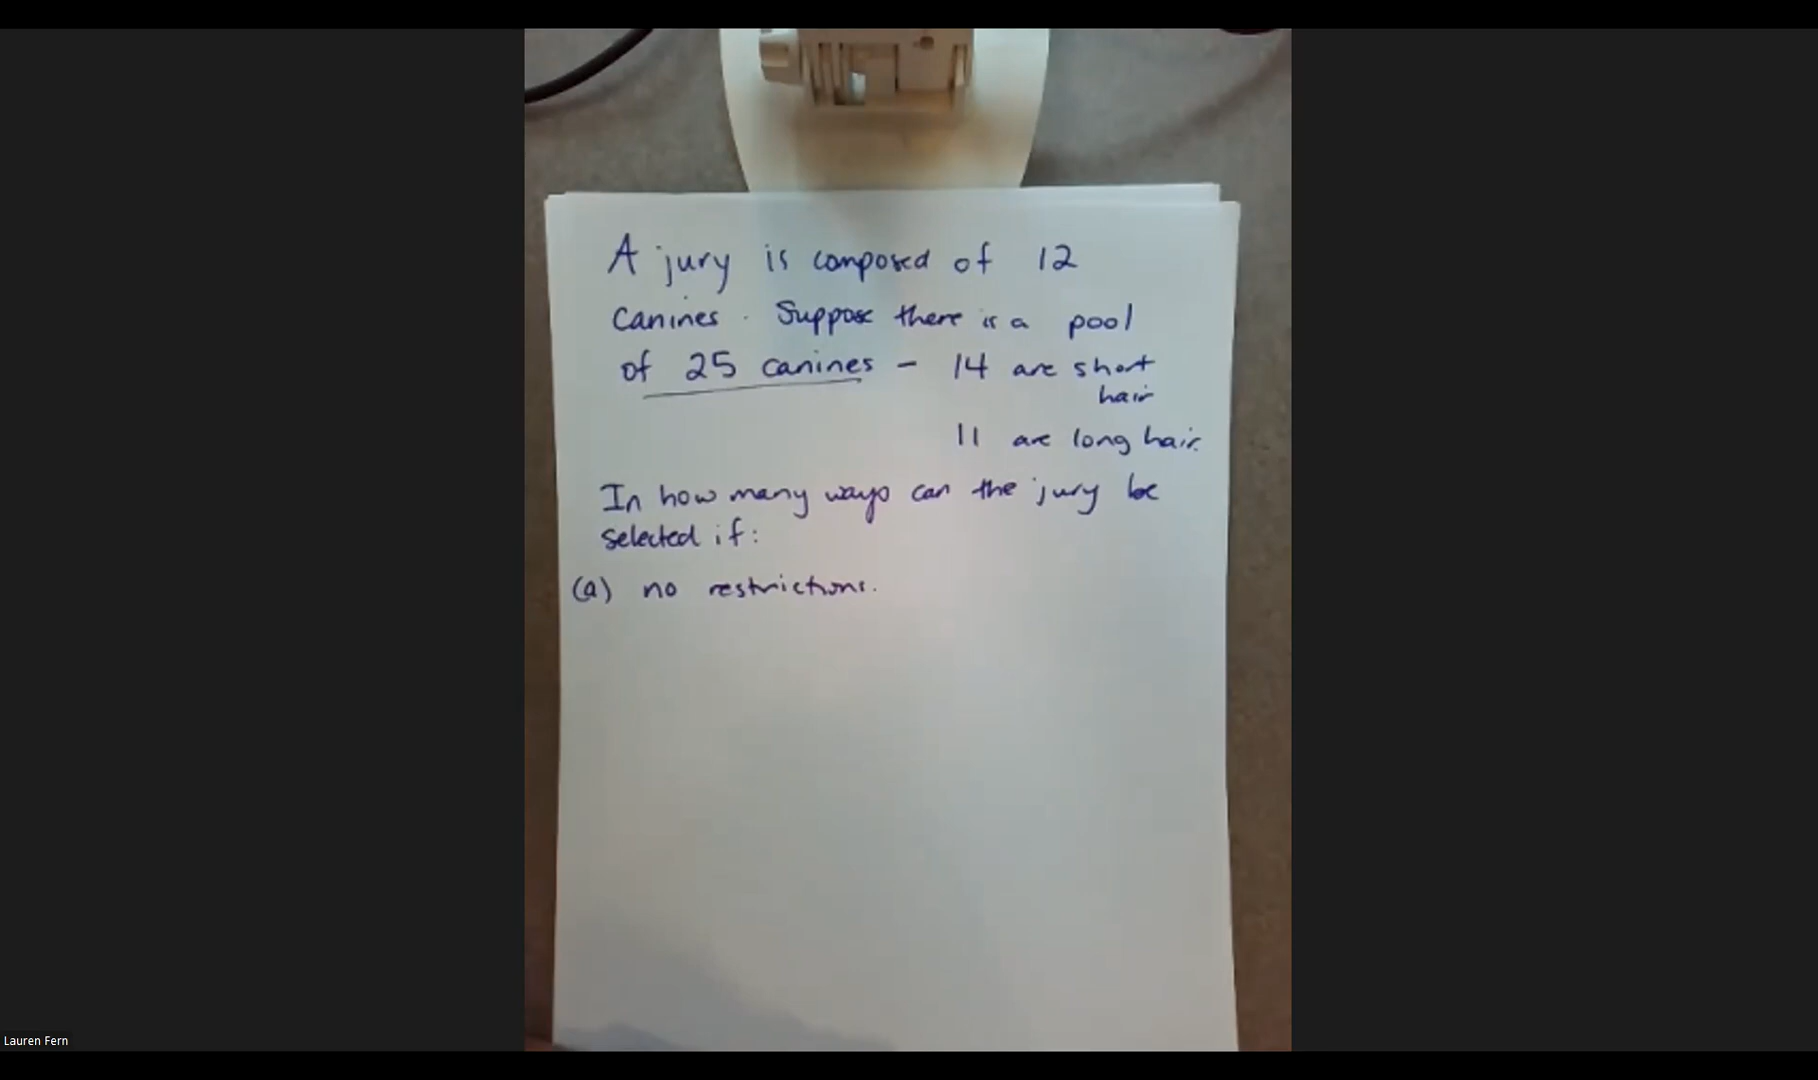 A jury is composed of 12
canines. Suppose there is a pool
of 25 canines - 14 are short
hair
11 are long hair.
In how many ways can the jury be
selected if:
(a) no restrictions.
Lauren Fern